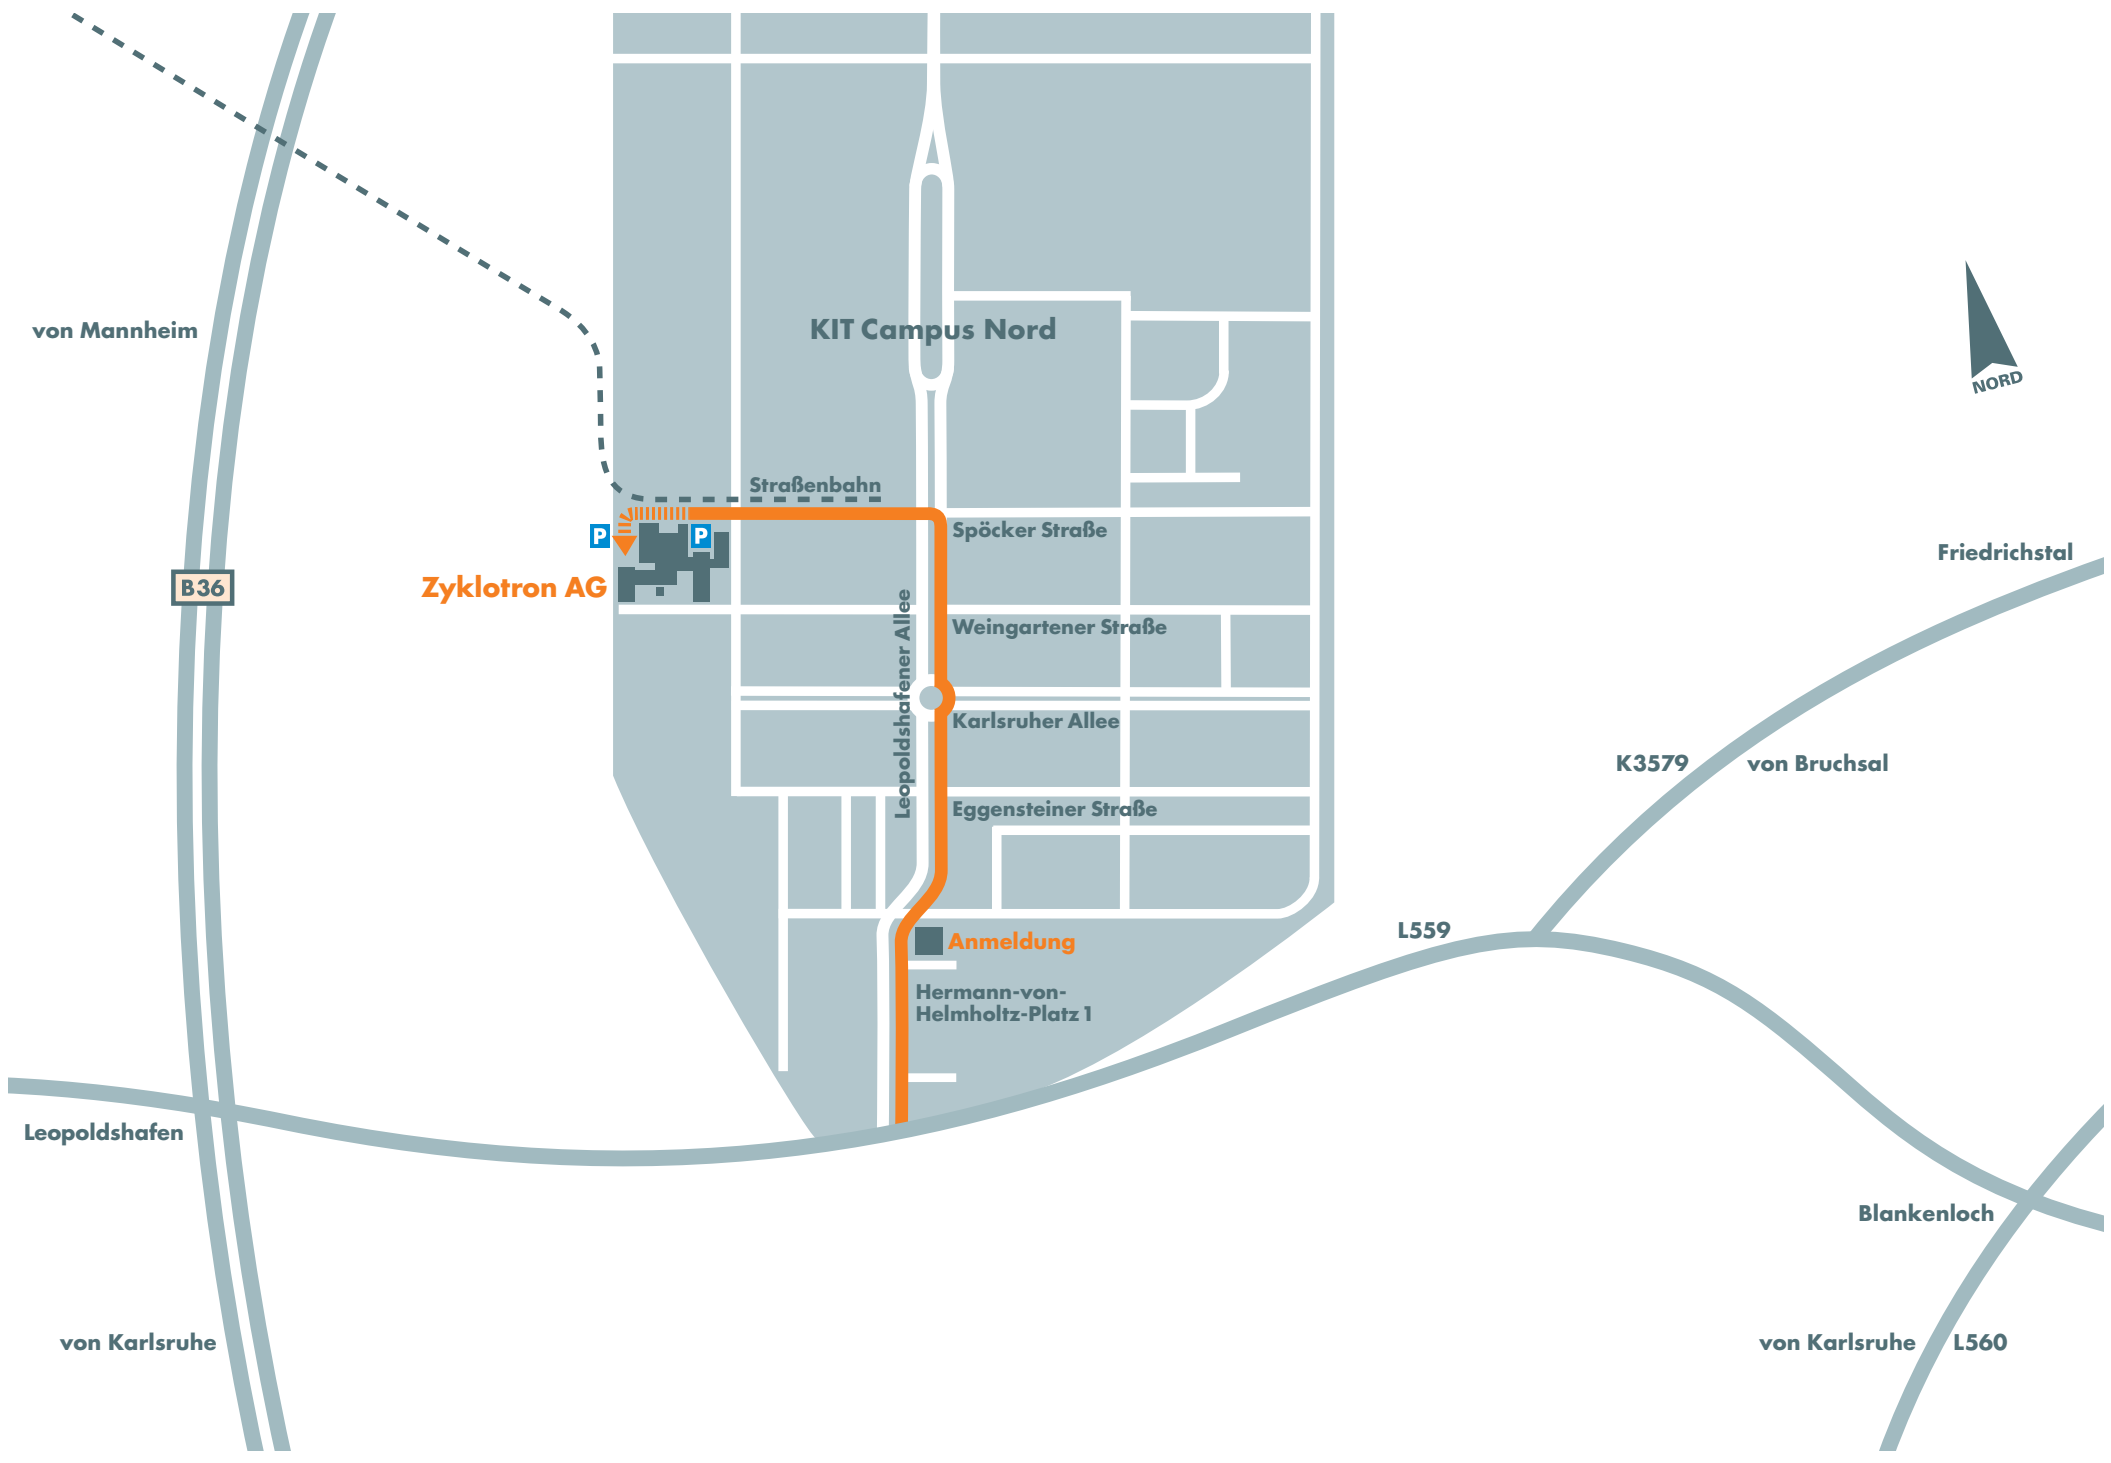 von Mannheim
KIT Campus Nord
NORD
Straßenbahn
P
P
Spöcker Straße
Friedrichstal
B36
Zyklotron AG
Leopoldshafener Allee
Weingartener Straße
Karlsruher Allee
K3579
von Bruchsal
Eggensteiner Straße
L559
Anmeldung
Hermann-von-
Helmholtz-Platz 1
Leopoldshafen
Blankenloch
von Karlsruhe
von Karlsruhe
L560